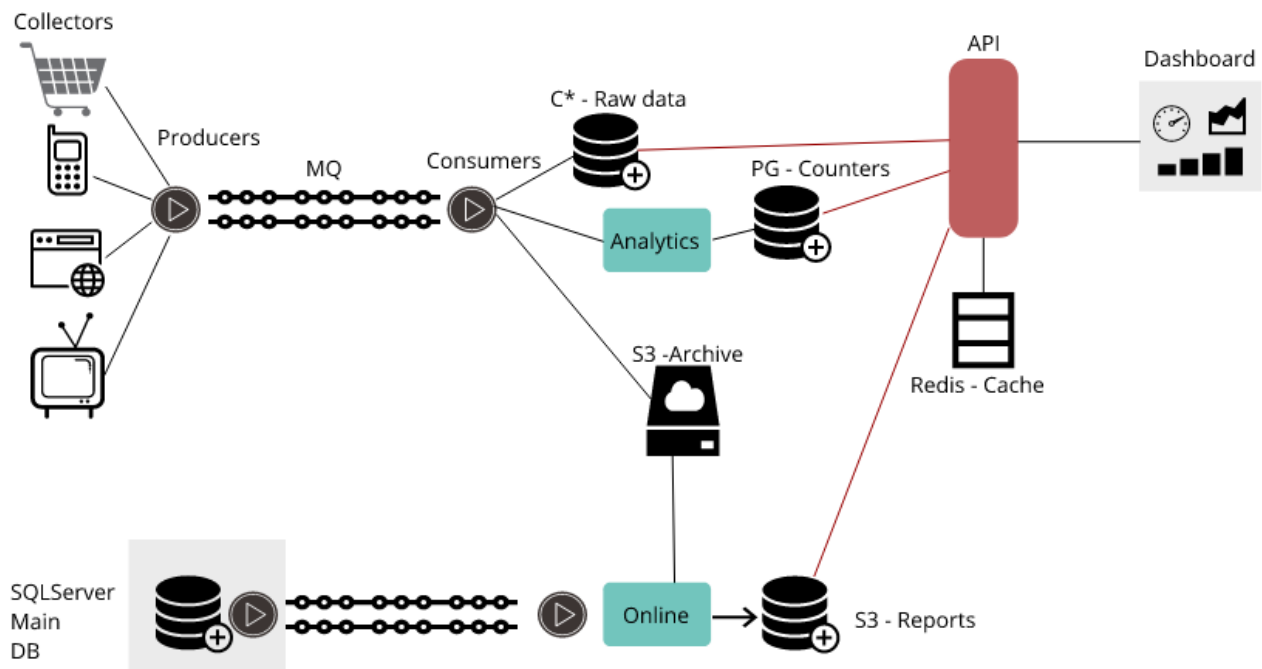 Collectors
API
Dashboard
C* - Raw data
Producers
MQ
Consumers
PG - Counters
Analytics
S3 -Archive
Redis - Cache
SQLServer
Main
DB
Online
S3 - Reports